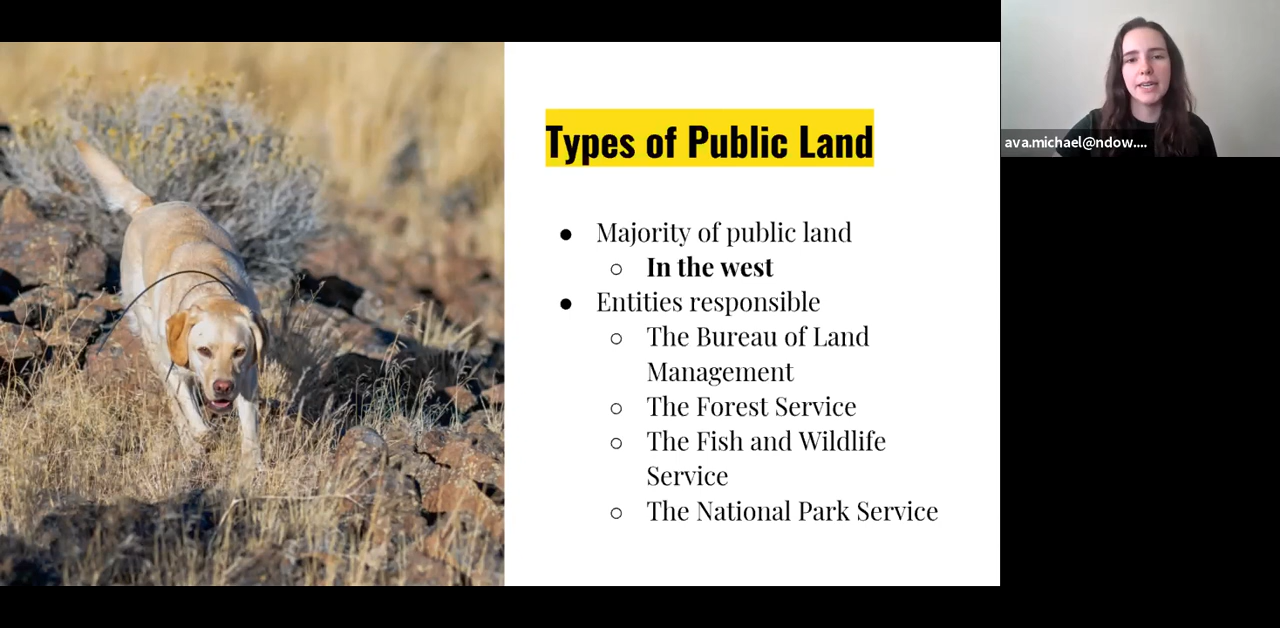 Types of Public Land
● Majority of public land
○ In the west
● Entities responsible
○ The Bureau of Land
Management
○ The Forest Service
○ The Fish and Wildlife
Service
○ The National Park Service
ava.michael@ndow....